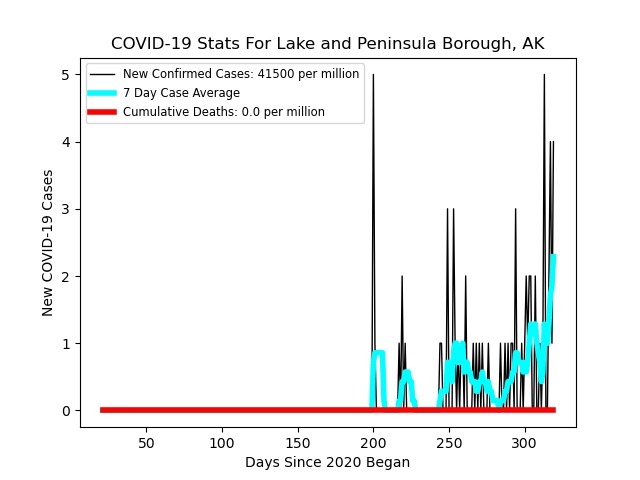 COVID-19 Stats For Lake and Peninsula Borough, AK
New Confirmed Cases: 41500 per million
7 Day Case Average
Cumulative Deaths: 0.0 per million
New COVID-19 Cases
5
4
3
2
1
0
50 100 150 200 250 300
Days Since 2020 Began